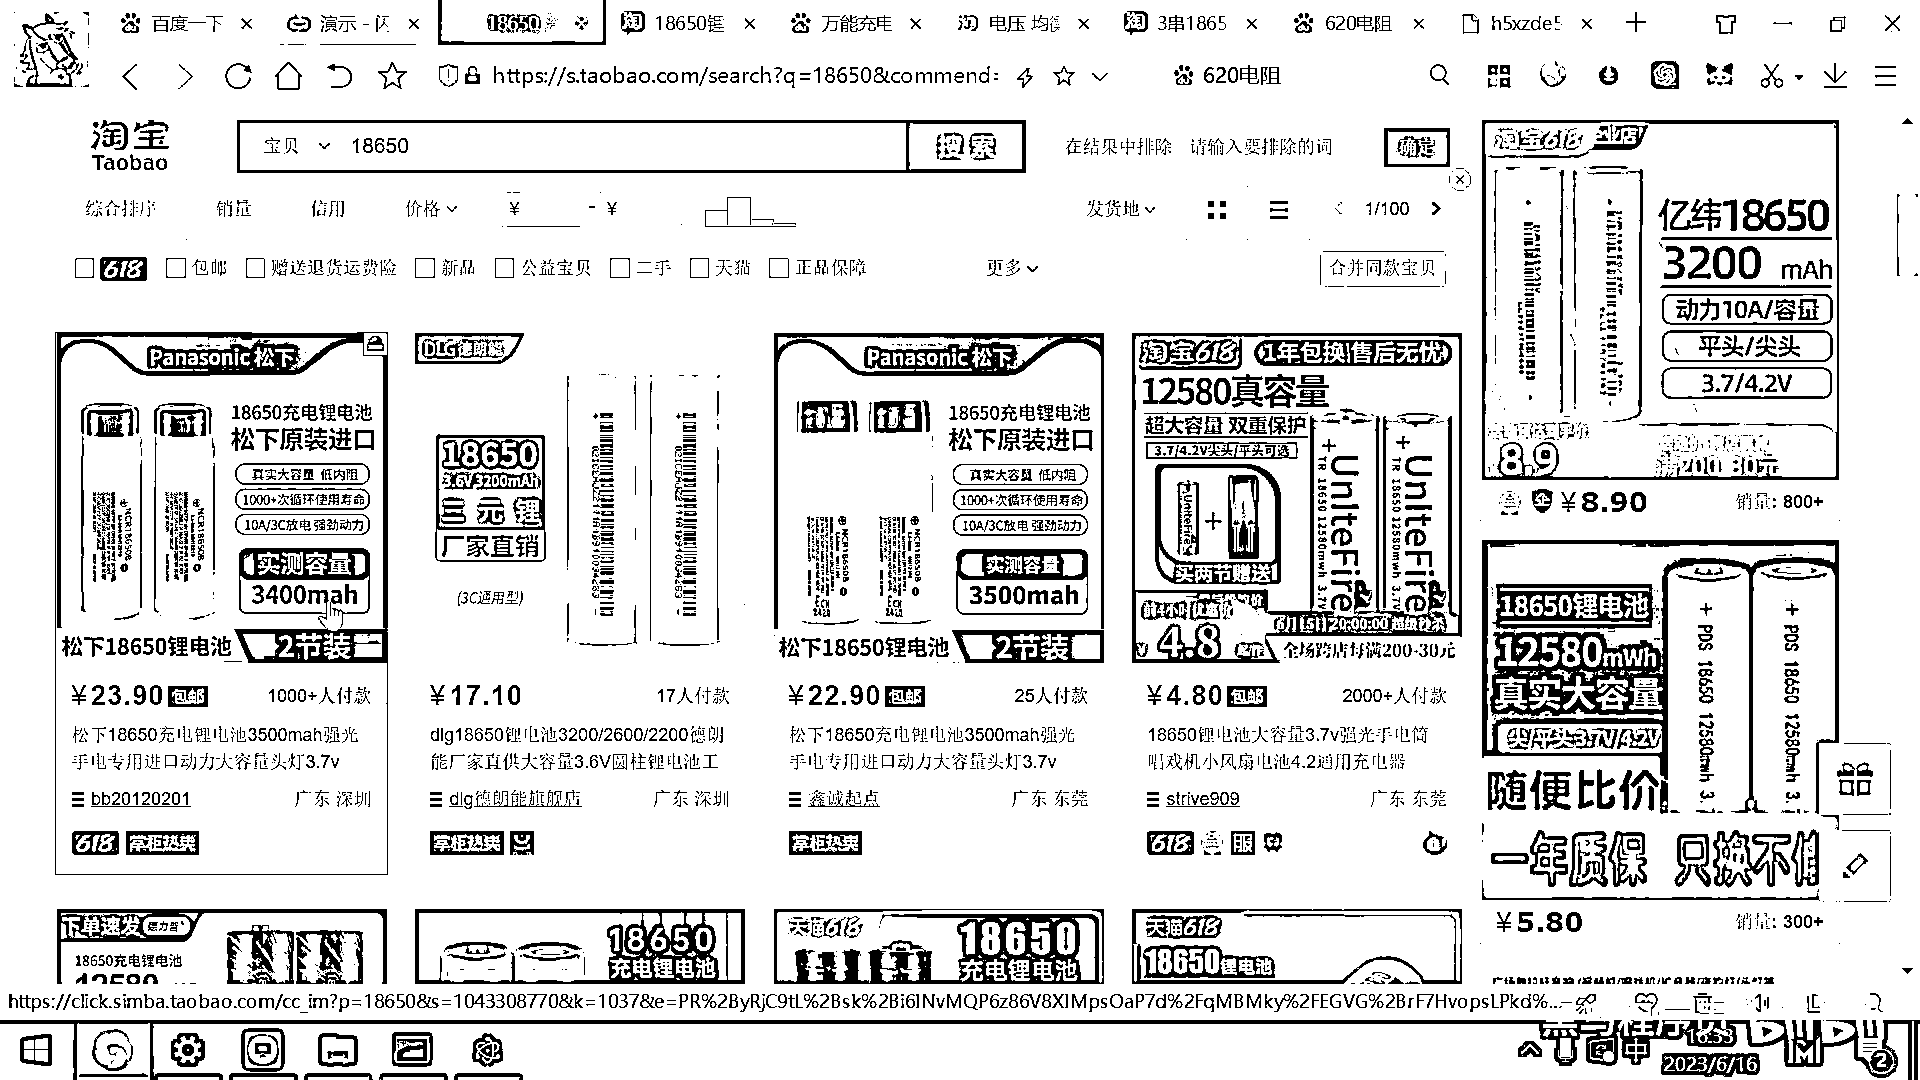 百度一下
演示 - 闪
18650
18650锂
万能充电
电压 均衡
3串1865
620电阻
h5xzde5
https://s.taobao.com/search?q=18650&commend=
620电阻
淘宝
Taobao
宝贝
18650
搜索
在结果中排除
请输入要排除的词
确定
综合排序
销量
信用
价格
¥
-
¥
发货地
1/100
618
包邮
赠送退货运费险
新品
公益宝贝
二手
天猫
正品保障
更多
合并同款宝贝
Panasonic 松下
18650充电锂电池
松下原装进口
真实大容量 低内阻
1000+次循环使用寿命
10A/3C放电 强劲动力
实测容量
3400mah
松下18650锂电池
2节装
¥23.90 包邮
1000+人付款
松下18650充电锂电池3500mah强光
手电专用进口动力大容量头灯3.7v
bb20120201
广东 深圳
618
掌柜热卖
DLG 德朗能
18650
3.6V 3200mAh
三元锂
厂家直销
(3C通用型)
¥17.10
17人付款
dlg18650锂电池3200/2600/2200德朗
能厂家直供大容量3.6V圆柱锂电池工
dlg德朗能旗舰店
广东 深圳
掌柜热卖
Panasonic 松下
18650充电锂电池
松下原装进口
真实大容量 低内阻
1000+次循环使用寿命
10A/3C放电 强劲动力
实测容量
3500mah
松下18650锂电池
2节装
¥22.90 包邮
25人付款
松下18650充电锂电池3500mah强光
手电专用进口动力大容量头灯3.7v
鑫诚起点
广东 东莞
掌柜热卖
淘宝618
1年包换 售后无忧
12580真容量
超大容量 双重保护
3.7/4.2V尖头/平头可选
买两节赠送
+ UniteFire
TR 18650 12580mwh 3.7V
+ UniteFire
TR 18650 12580mwh 3.7V
4.8
6月15日20:00:00 超级秒杀
全场跨店每满200-30元
¥4.80 包邮
2000+人付款
18650锂电池大容量3.7v强光手电筒
唱戏机小风扇电池4.2通用充电器
strive909
广东 东莞
618
淘宝618
亿纬18650
3200 mAh
动力10A/容量
平头/尖头
3.7/4.2V
8.9
满200-30元
¥8.90
销量: 800+
18650锂电池
12580mWh
真实大容量
尖/平头3.7V/4.2V
+ PDS 18650 12580mwh 3.
+ PDS 18650 12580mwh 3.
随便比价
一年质保 只换不修
¥5.80
销量: 300+
下单速发
18650充电锂电池
12580
18650
充电锂电池
天猫618
18650
充电锂电池
天猫618
18650锂电池
https://click.simba.taobao.com/cc_im?p=18650&s=1043308770&k=1037&e=PR%2ByRjC9tL%2Bsk%2Bi6INvMQP6z86V8XIMpsOaP7d%2FqMBMky%2FEGVG%2BrF7HvopsLPkd%...
中
16:53
2023/6/16
2